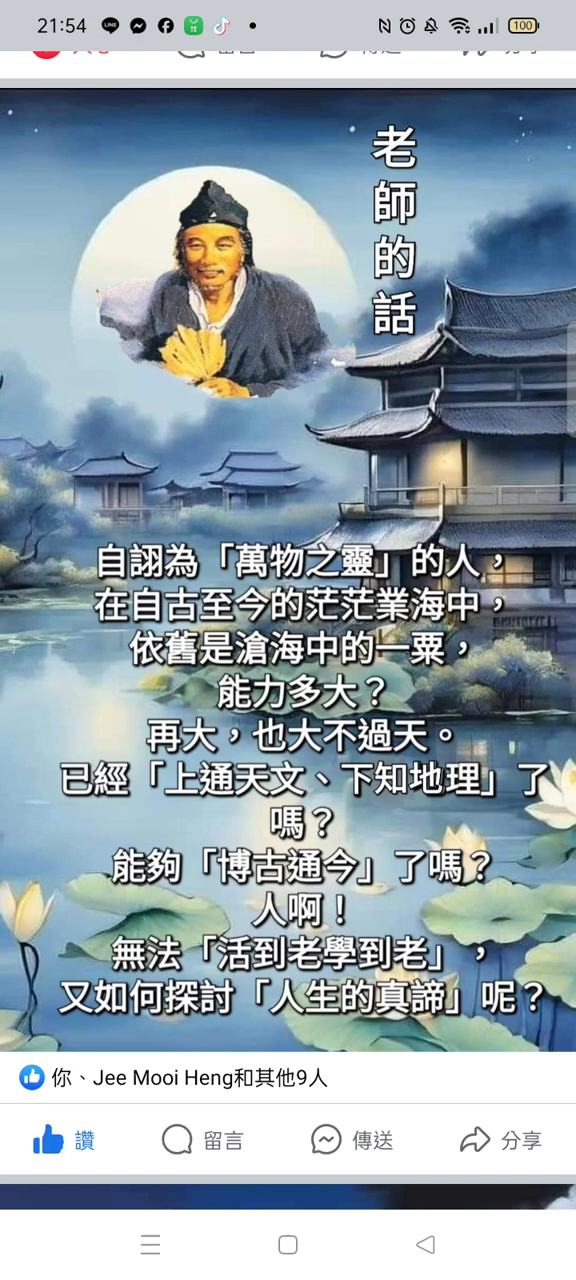 21:54
100
老師的話
自詡為「萬物之靈」的人，
在自古至今的茫茫業海中，
依舊是滄海中的一粟，
能力多大？
再大，也大不過天。
已經「上通天文、下知地理」了
嗎？
能夠「博古通今」了嗎？
人啊！
無法「活到老學到老」，
又如何探討「人生的真諦」呢？
你、Jee Mooi Heng和其他9人
讚
留言
傳送
分享